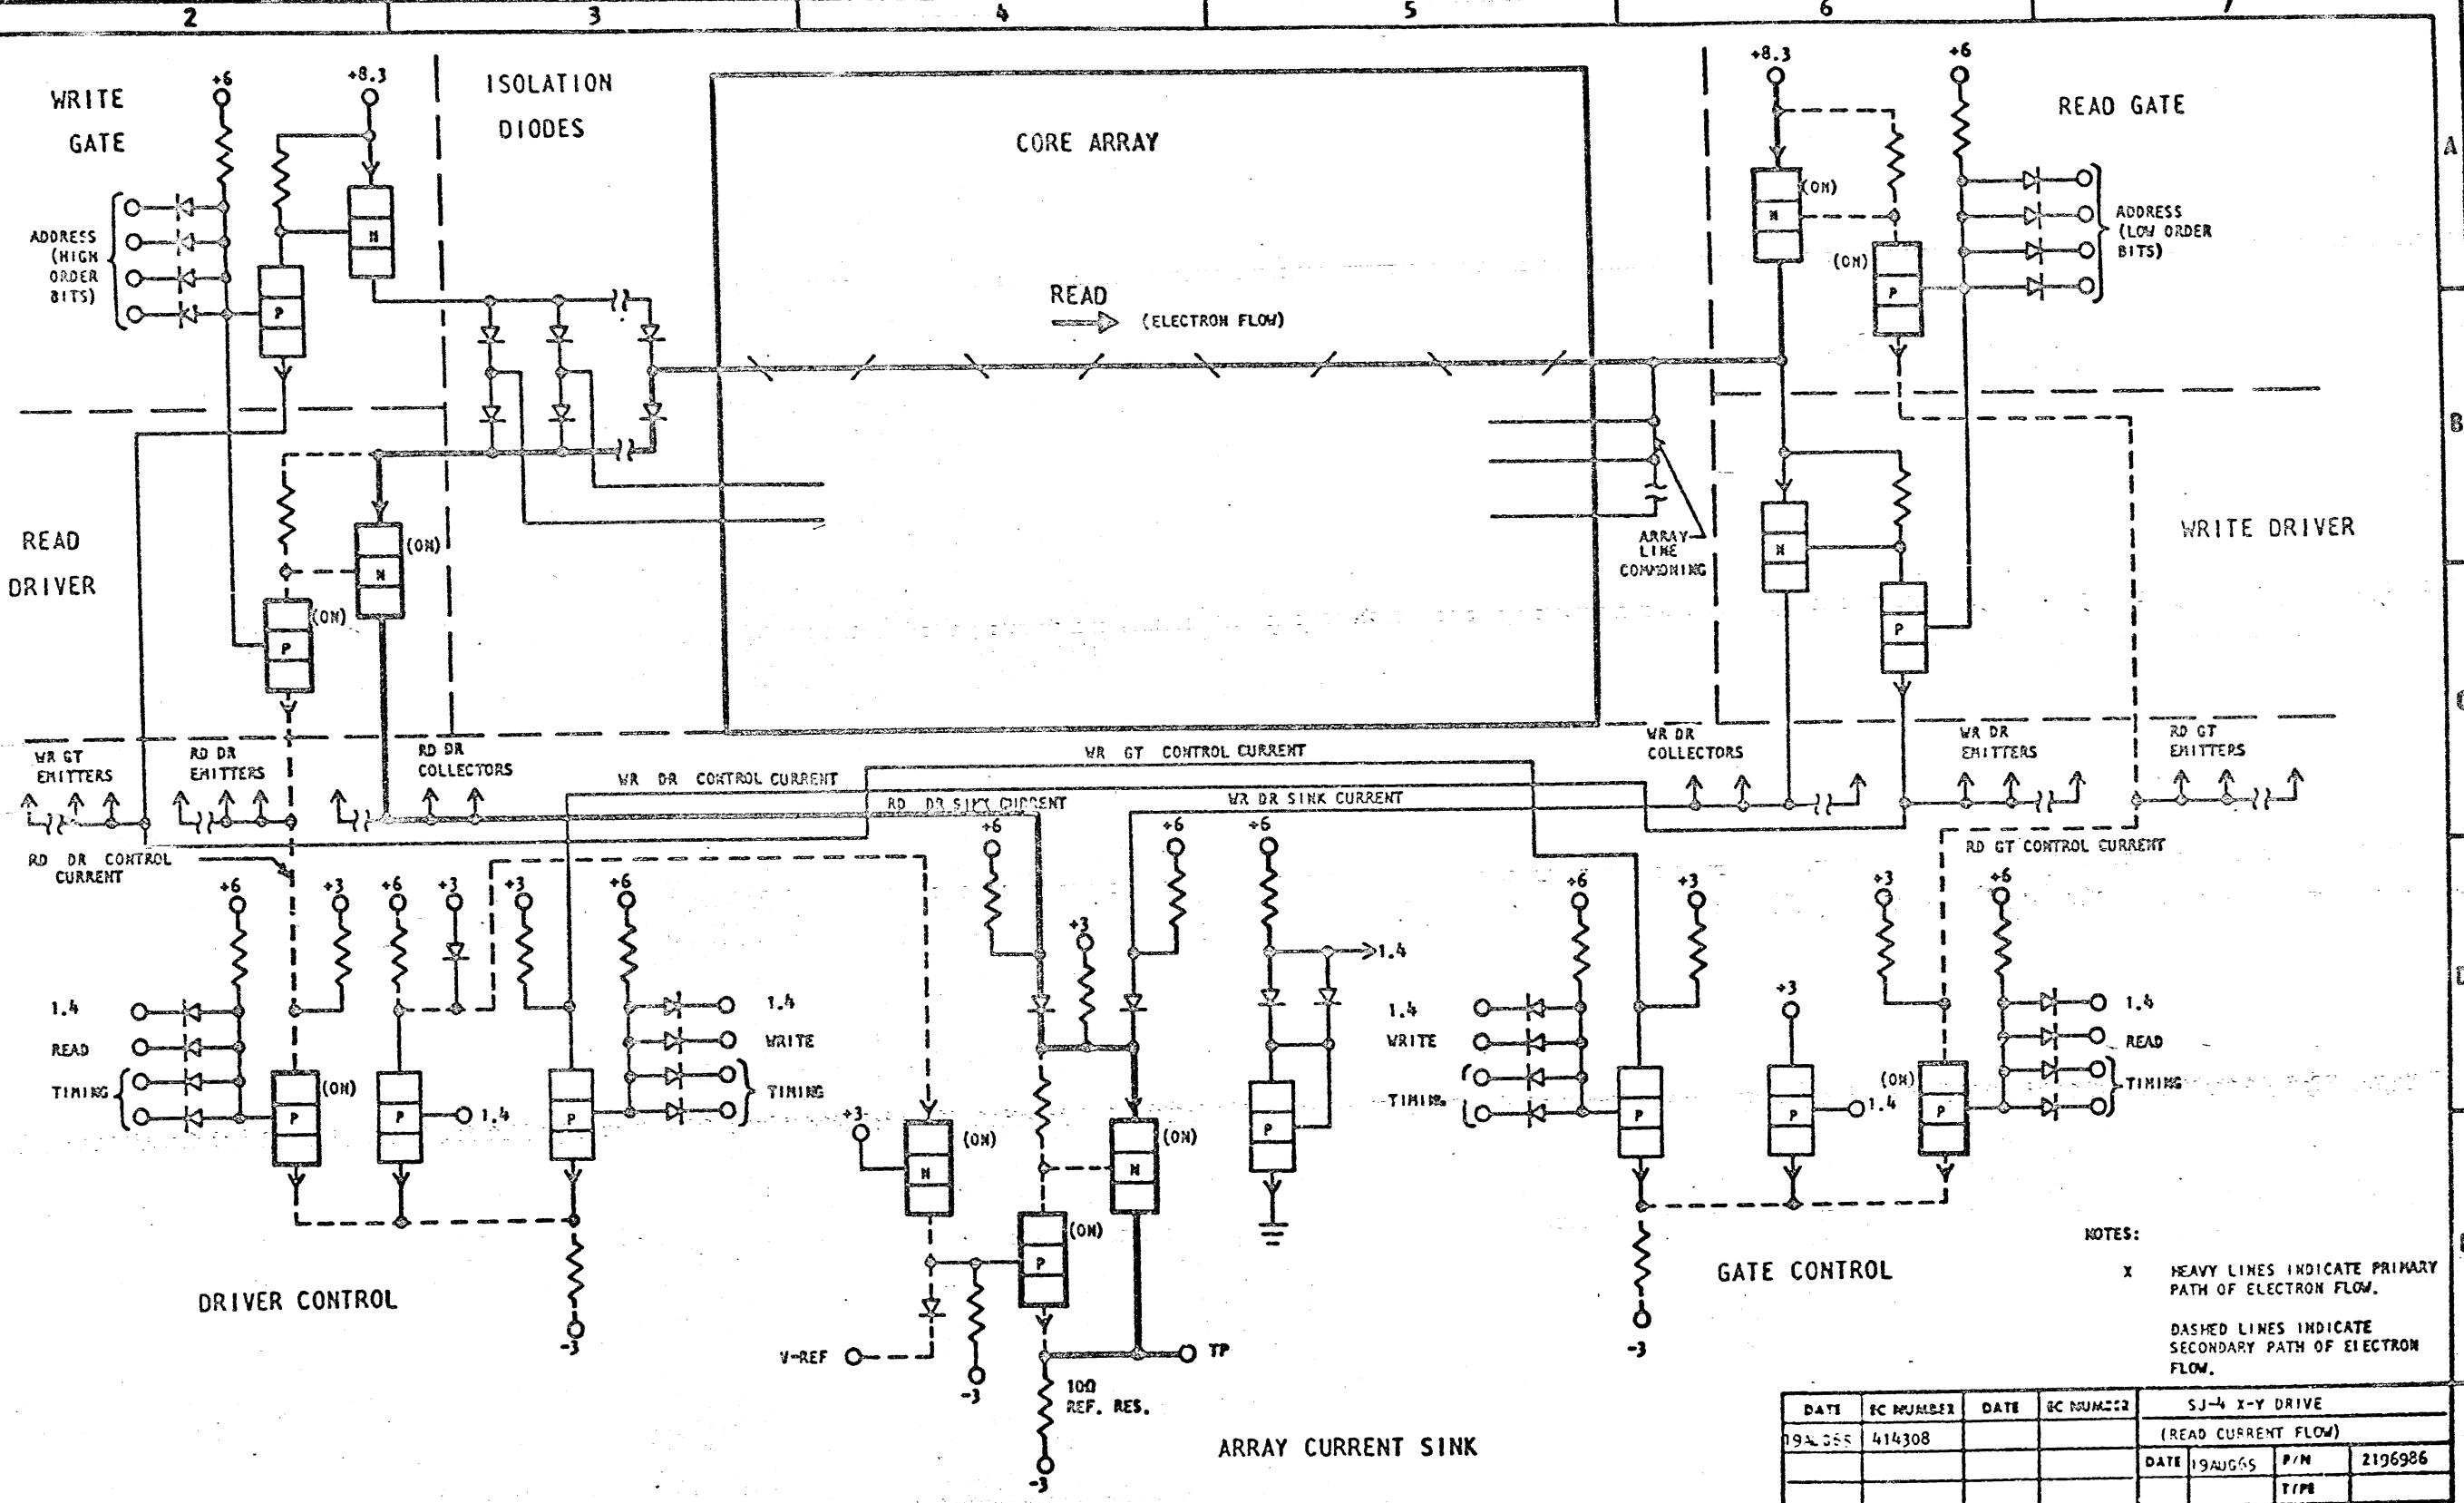 2 3 4 5 6 7
A
B
WRITE
GATE
+6
+8.3
ISOLATION
DIODES
CORE ARRAY
+8.3
+6
READ GATE
ADDRESS
(HIGH
ORDER
BITS)
N
P
READ
(ELECTRON FLOW)
(ON)
N
(ON)
P
ADDRESS
(LOW ORDER
BITS)
READ
DRIVER
(ON)
N
(ON)
P
ARRAY
LINE
COMMONING
N
P
WRITE DRIVER
WR GT
EMITTERS
RD DR
EMITTERS
RD DR
COLLECTORS
WR DR CONTROL CURRENT
WR GT CONTROL CURRENT
RD DR SINK CURRENT
WR DR SINK CURRENT
WR DR
COLLECTORS
WR DR
EMITTERS
RD GT
EMITTERS
RD DR CONTROL
CURRENT
RD GT CONTROL CURRENT
+6
+3
+6
+3
+3
+6
+6
+3
+6
+6
+6
+3
+3
+3
+6
1.4
READ
TIMING
(ON)
P
P
1.4
P
1.4
WRITE
TIMING
+3
(ON)
N
(ON)
N
(ON)
P
1.4
P
1.4
WRITE
P
P
1.4
(ON)
P
1.4
READ
TIMING
-3
V-REF
-3
TP
10Ω
REF. RES.
-3
-3
DRIVER CONTROL
ARRAY CURRENT SINK
GATE CONTROL
NOTES:
X HEAVY LINES INDICATE PRIMARY
PATH OF ELECTRON FLOW.
DASHED LINES INDICATE
SECONDARY PATH OF ELECTRON
FLOW.
DATE EC NUMBER DATE EC NUMBER
414308
SJ-4 X-Y DRIVE
(READ CURRENT FLOW)
DATE 19AUG65 P/N 2196986
TYPE